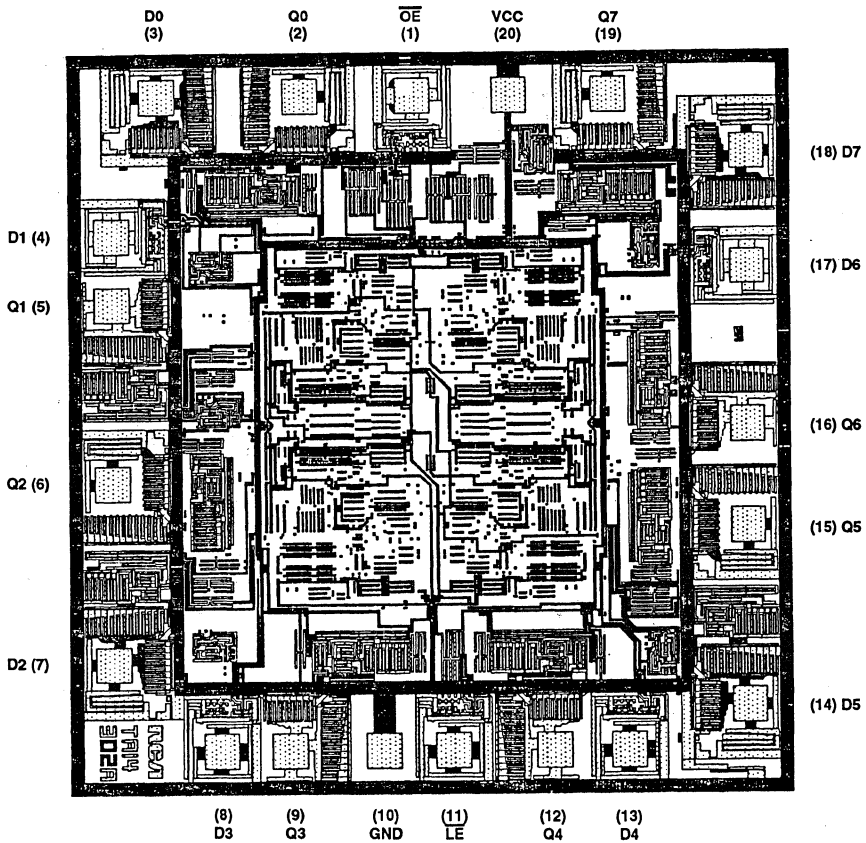 D0 Q0 O̅E̅ VCC Q7
(3) (2) (1) (20) (19)
(18) D7
D1 (4)
(17) D6
Q1 (5)
(16) Q6
Q2 (6)
(15) Q5
D2 (7)
(14) D5
RCA
TA14
302A
(8) (9) (10) (11) (12) (13)
D3 Q3 GND L̅E̅ Q4 D4